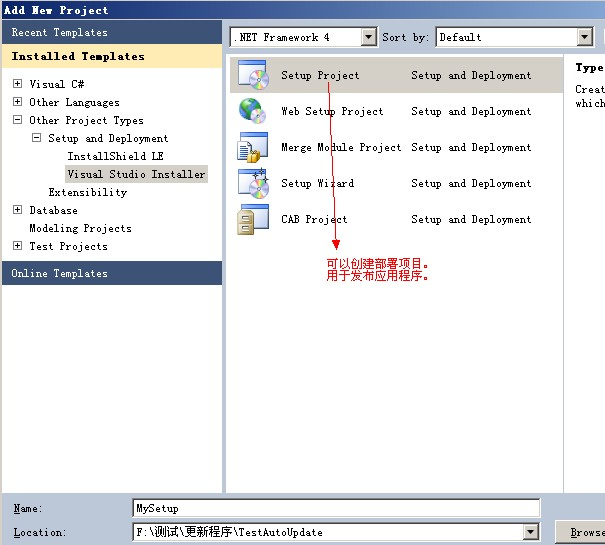 Add New Project
Recent Templates
.NET Framework 4 Sort by: Default
Installed Templates
Setup Project Setup and Deployment
Type
Creat
which
Visual C#
Other Languages
Web Setup Project Setup and Deployment
Other Project Types
Setup and Deployment
Merge Module Project Setup and Deployment
InstallShield LE
Visual Studio Installer
Setup Wizard Setup and Deployment
Extensibility
Database
CAB Project Setup and Deployment
Modeling Projects
Test Projects
可以创建部署项目。
用于发布应用程序。
Online Templates
Name: MySetup
Location: F:\测试\更新程序\TestAutoUpdate Browse